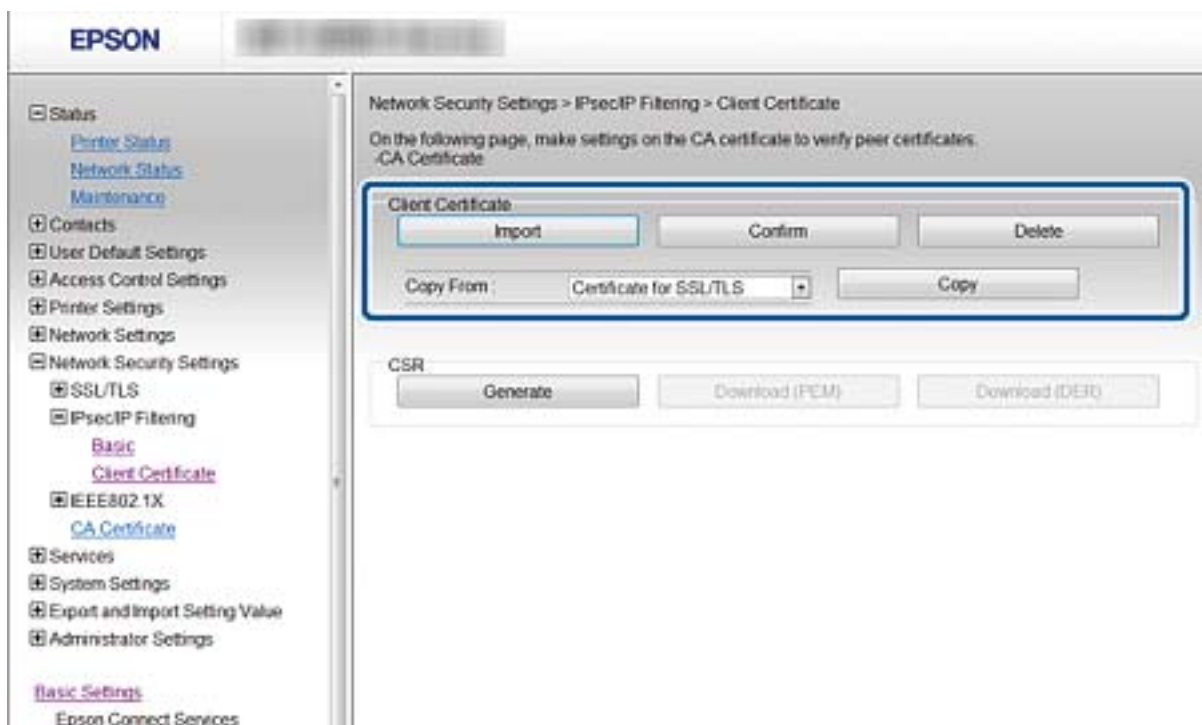 EPSON
Status
Printer Status
Network Status
Maintenance
Contacts
User Default Settings
Access Control Settings
Printer Settings
Network Settings
Network Security Settings
SSL/TLS
IPsec/IP Filtering
Basic
Client Certificate
IEEE802.1X
CA Certificate
Services
System Settings
Export and Import Setting Value
Administrator Settings
Basic Settings
Epson Connect Services
Network Security Settings > IPsec/IP Filtering > Client Certificate
On the following page, make settings on the CA certificate to verify peer certificates.
-CA Certificate
Client Certificate
Import Confirm Delete
Copy From : Certificate for SSL/TLS Copy
CSR
Generate Download (PEM) Download (DER)